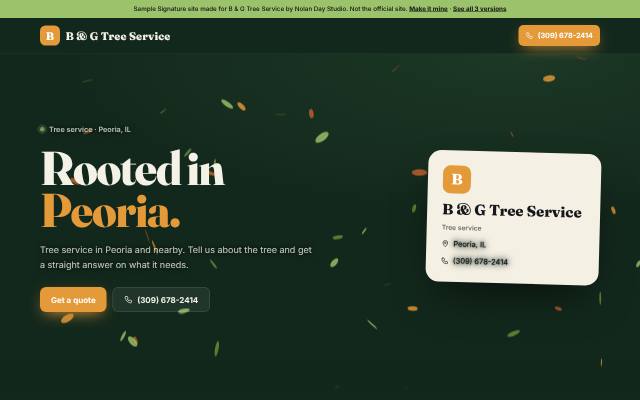 Sample Signature site made for B & G Tree Service by Nolan Day Studio. Not the official site. Make it mine · See all 3 versions
B B & G Tree Service
(309) 678-2414
Tree service · Peoria, IL
Rooted in
Peoria.
Tree service in Peoria and nearby. Tell us about the tree and get
a straight answer on what it needs.
Get a quote
(309) 678-2414
B
B & G Tree Service
Tree service
Peoria, IL
(309) 678-2414